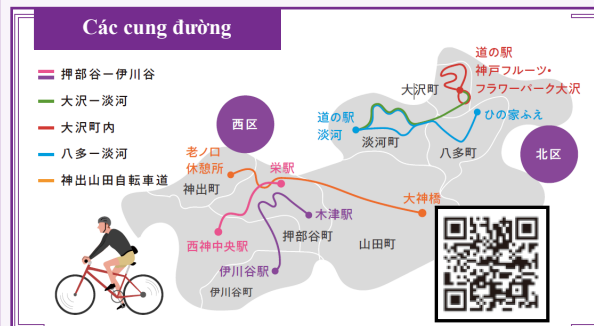 Các cung đường
押部谷ー伊川谷
大沢ー淡河
大沢町内
八多ー淡河
神出山田自転車道
西区
北区
道の駅
神戸フルーツ・
フラワーパーク大沢
大沢町
道の駅
淡河
淡河町
ひの家ふえ
八多町
老ノ口
休憩所
栄駅
神出町
木津駅
大神橋
西神中央駅
押部谷町
山田町
伊川谷駅
伊川谷町